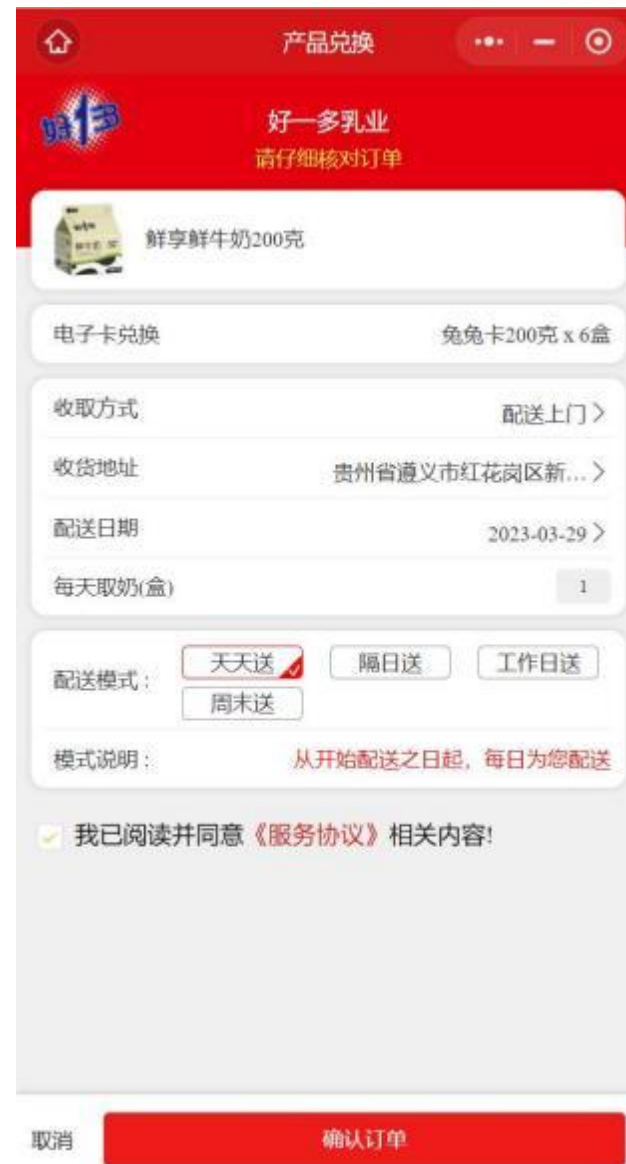 产品兑换
好1多
好一多乳业
请仔细核对订单
鲜享鲜牛奶200克
电子卡兑换 兔兔卡200克 x 6盒
收取方式 配送上门
收货地址 贵州省遵义市红花岗区新...
配送日期 2023-03-29
每天取奶(盒) 1
配送模式： 天天送 隔日送 工作日送
周末送
模式说明： 从开始配送之日起，每日为您配送
我已阅读并同意《服务协议》相关内容!
取消 确认订单